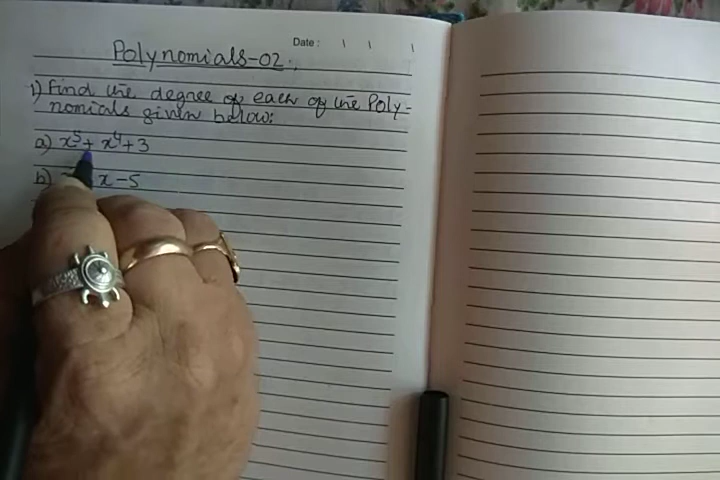 Date :
Polynomials-02.
1) Find the degree of each of the Poly-
nomials given below:
a) x⁵ + x⁴ + 3
b) x - 5